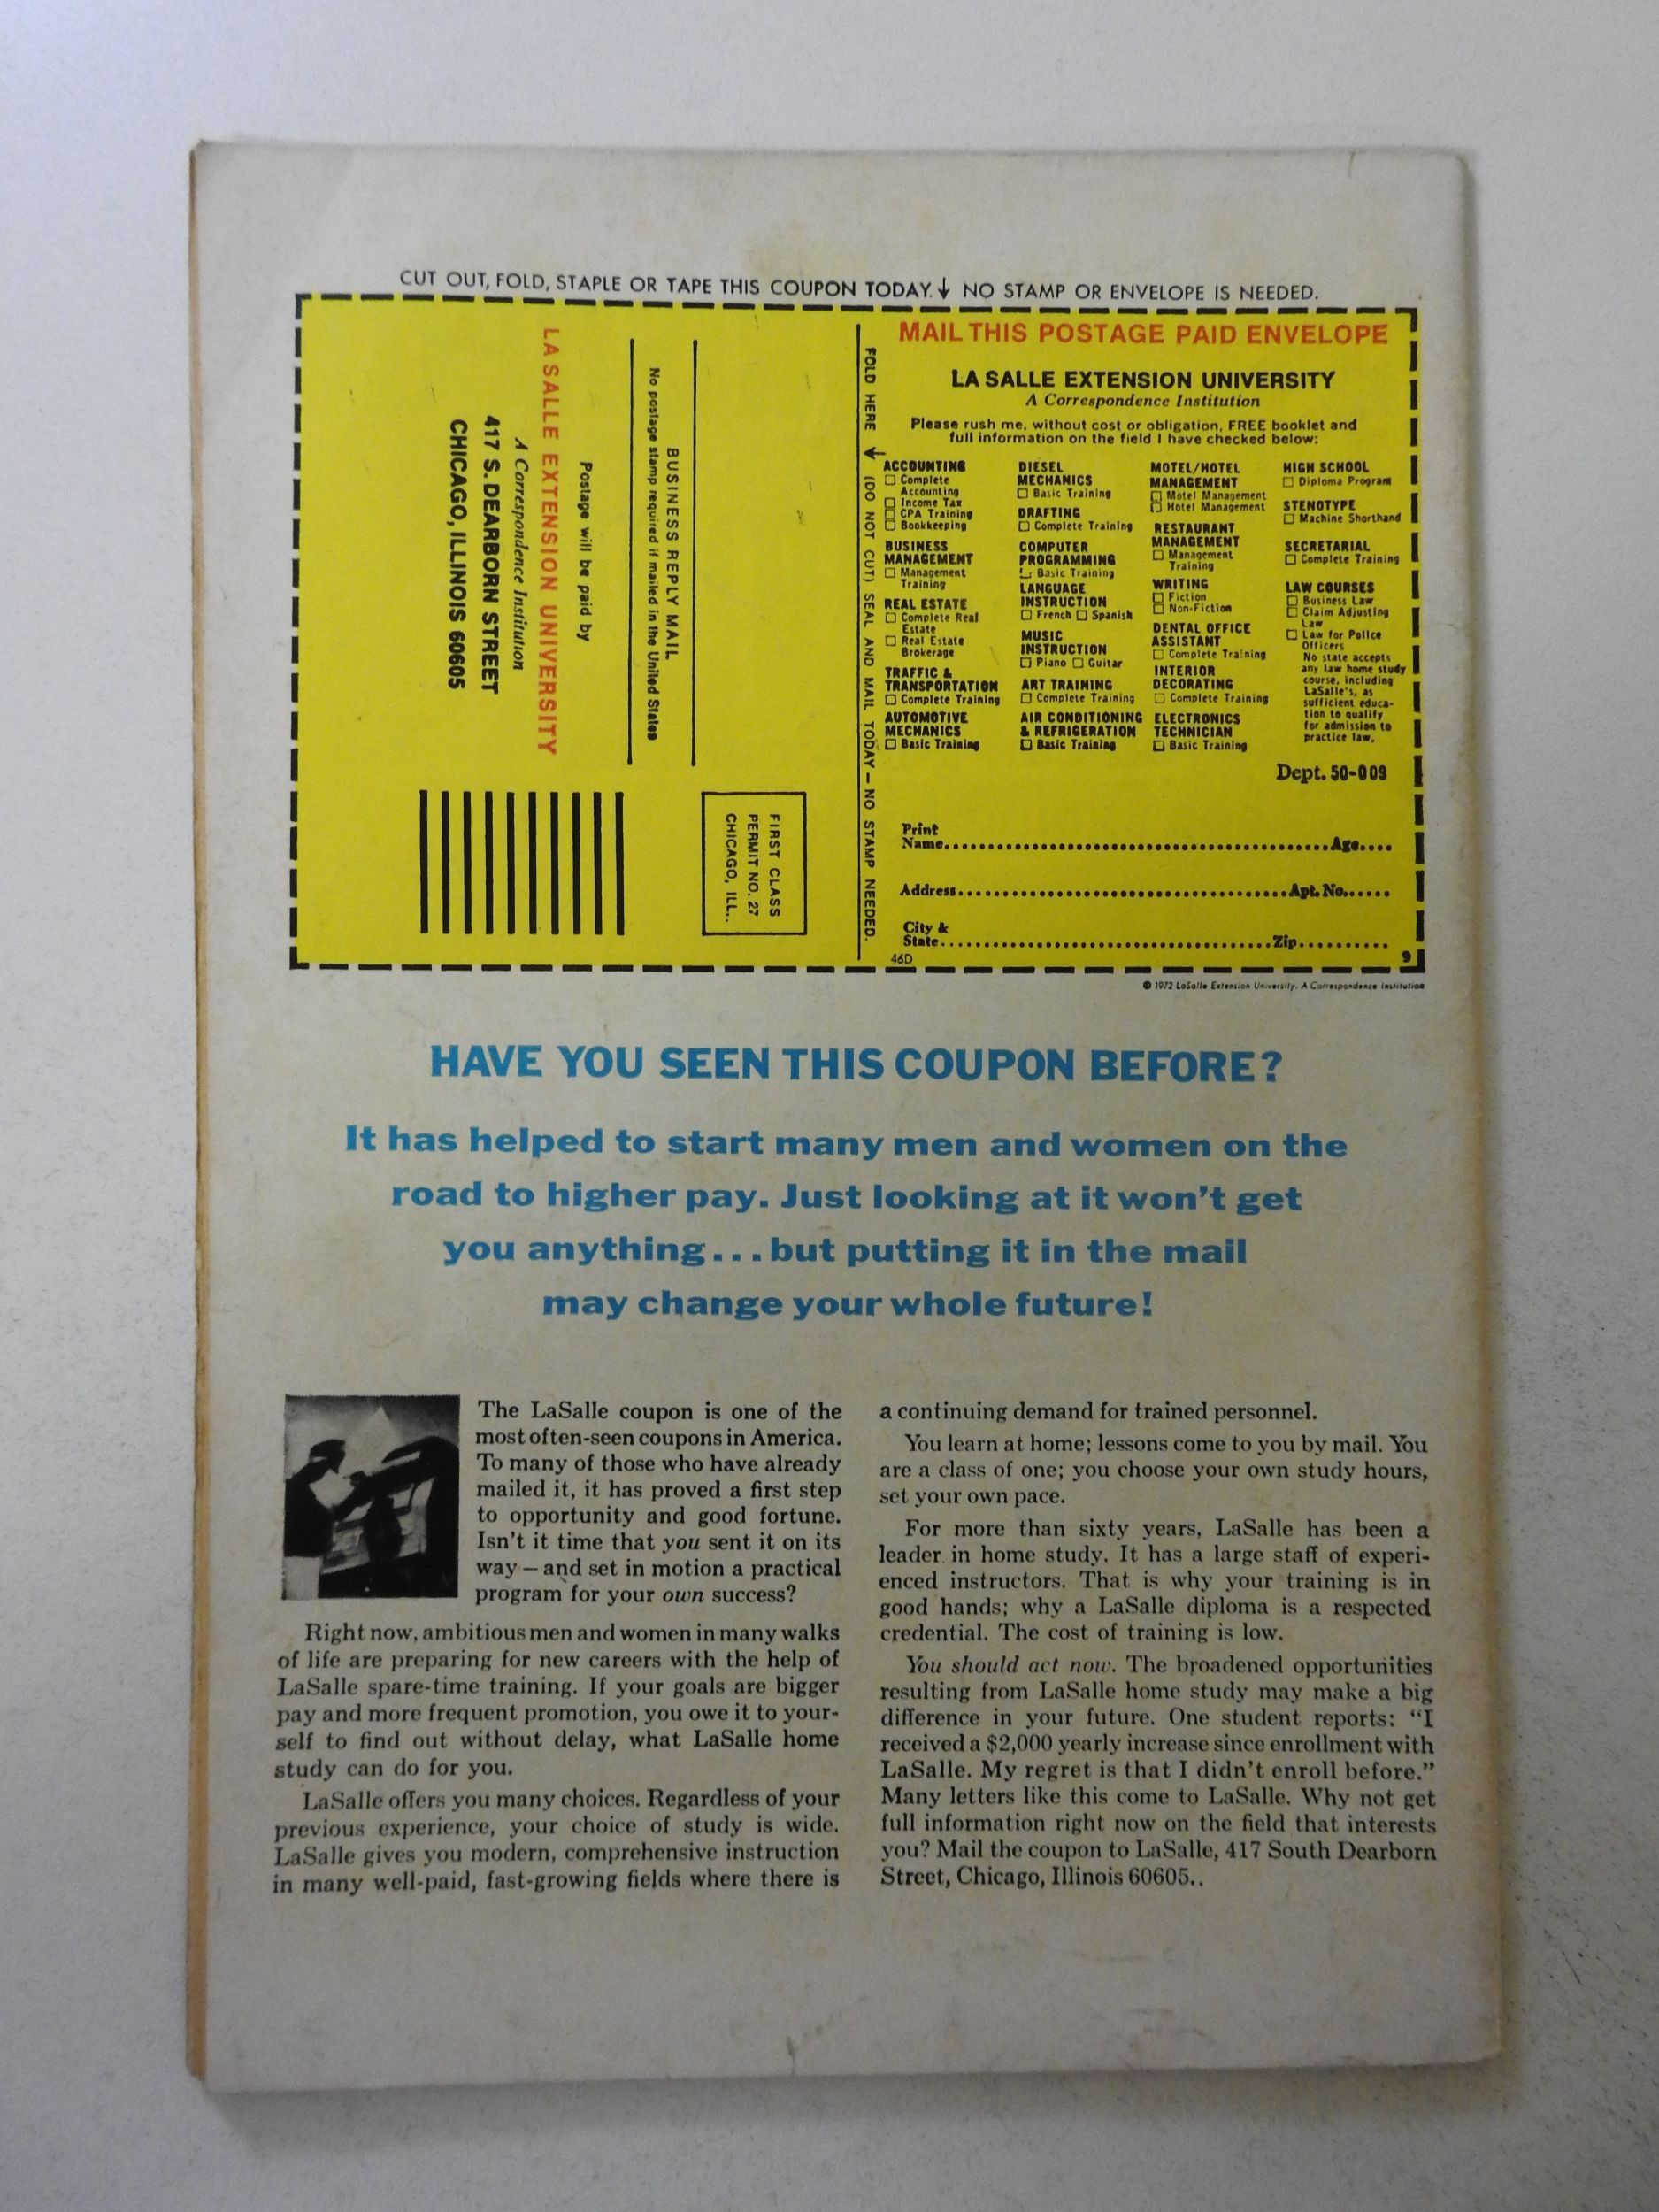 CUT OUT, FOLD, STAPLE OR TAPE THIS COUPON TODAY.↓ NO STAMP OR ENVELOPE IS NEEDED.
LA SALLE EXTENSION UNIVERSITY
A Correspondence Institution
417 S. DEARBORN STREET
CHICAGO, ILLINOIS 60605
Postage will be paid by
No postage stamp required if mailed in the United States
BUSINESS REPLY MAIL
FIRST CLASS
PERMIT NO. 27
CHICAGO, ILL..
FOLD HERE ↓ (DO NOT CUT) SEAL AND MAIL TODAY — NO STAMP NEEDED.
MAIL THIS POSTAGE PAID ENVELOPE
LA SALLE EXTENSION UNIVERSITY
A Correspondence Institution
Please rush me, without cost or obligation, FREE booklet and
full information on the field I have checked below:
ACCOUNTING
☐ Complete
Accounting
☐ Income Tax
☐ CPA Training
☐ Bookkeeping
BUSINESS
MANAGEMENT
☐ Management
Training
REAL ESTATE
☐ Complete Real
Estate
☐ Real Estate
Brokerage
TRAFFIC &
TRANSPORTATION
☐ Complete Training
AUTOMOTIVE
MECHANICS
☐ Basic Training
DIESEL
MECHANICS
☐ Basic Training
DRAFTING
☐ Complete Training
COMPUTER
PROGRAMMING
☐ Basic Training
LANGUAGE
INSTRUCTION
☐ French ☐ Spanish
MUSIC
INSTRUCTION
☐ Piano ☐ Guitar
ART TRAINING
☐ Complete Training
AIR CONDITIONING
& REFRIGERATION
☐ Basic Training
MOTEL/HOTEL
MANAGEMENT
☐ Motel Management
☐ Hotel Management
RESTAURANT
MANAGEMENT
☐ Management
Training
WRITING
☐ Fiction
☐ Non-Fiction
DENTAL OFFICE
ASSISTANT
☐ Complete Training
INTERIOR
DECORATING
☐ Complete Training
ELECTRONICS
TECHNICIAN
☐ Basic Training
HIGH SCHOOL
☐ Diploma Program
STENOTYPE
☐ Machine Shorthand
SECRETARIAL
☐ Complete Training
LAW COURSES
☐ Business Law
☐ Claim Adjusting
Law
☐ Law for Police
Officers
No state accepts
any law home study
course, including
LaSalle's, as
sufficient educa-
tion to qualify
for admission to
practice law.
Dept. 50-009
Print
Name..........Age....
Address..........Apt. No......
City &
State..........Zip..........
46D 9
© 1972 LaSalle Extension University. A Correspondence Institution
HAVE YOU SEEN THIS COUPON BEFORE?
It has helped to start many men and women on the
road to higher pay. Just looking at it won't get
you anything...but putting it in the mail
may change your whole future!
The LaSalle coupon is one of the
most often-seen coupons in America.
To many of those who have already
mailed it, it has proved a first step
to opportunity and good fortune.
Isn't it time that you sent it on its
way – and set in motion a practical
program for your own success?
Right now, ambitious men and women in many walks
of life are preparing for new careers with the help of
LaSalle spare-time training. If your goals are bigger
pay and more frequent promotion, you owe it to your-
self to find out without delay, what LaSalle home
study can do for you.
LaSalle offers you many choices. Regardless of your
previous experience, your choice of study is wide.
LaSalle gives you modern, comprehensive instruction
in many well-paid, fast-growing fields where there is
a continuing demand for trained personnel.
You learn at home; lessons come to you by mail. You
are a class of one; you choose your own study hours,
set your own pace.
For more than sixty years, LaSalle has been a
leader in home study. It has a large staff of experi-
enced instructors. That is why your training is in
good hands; why a LaSalle diploma is a respected
credential. The cost of training is low.
You should act now. The broadened opportunities
resulting from LaSalle home study may make a big
difference in your future. One student reports: “I
received a $2,000 yearly increase since enrollment with
LaSalle. My regret is that I didn't enroll before.”
Many letters like this come to LaSalle. Why not get
full information right now on the field that interests
you? Mail the coupon to LaSalle, 417 South Dearborn
Street, Chicago, Illinois 60605..